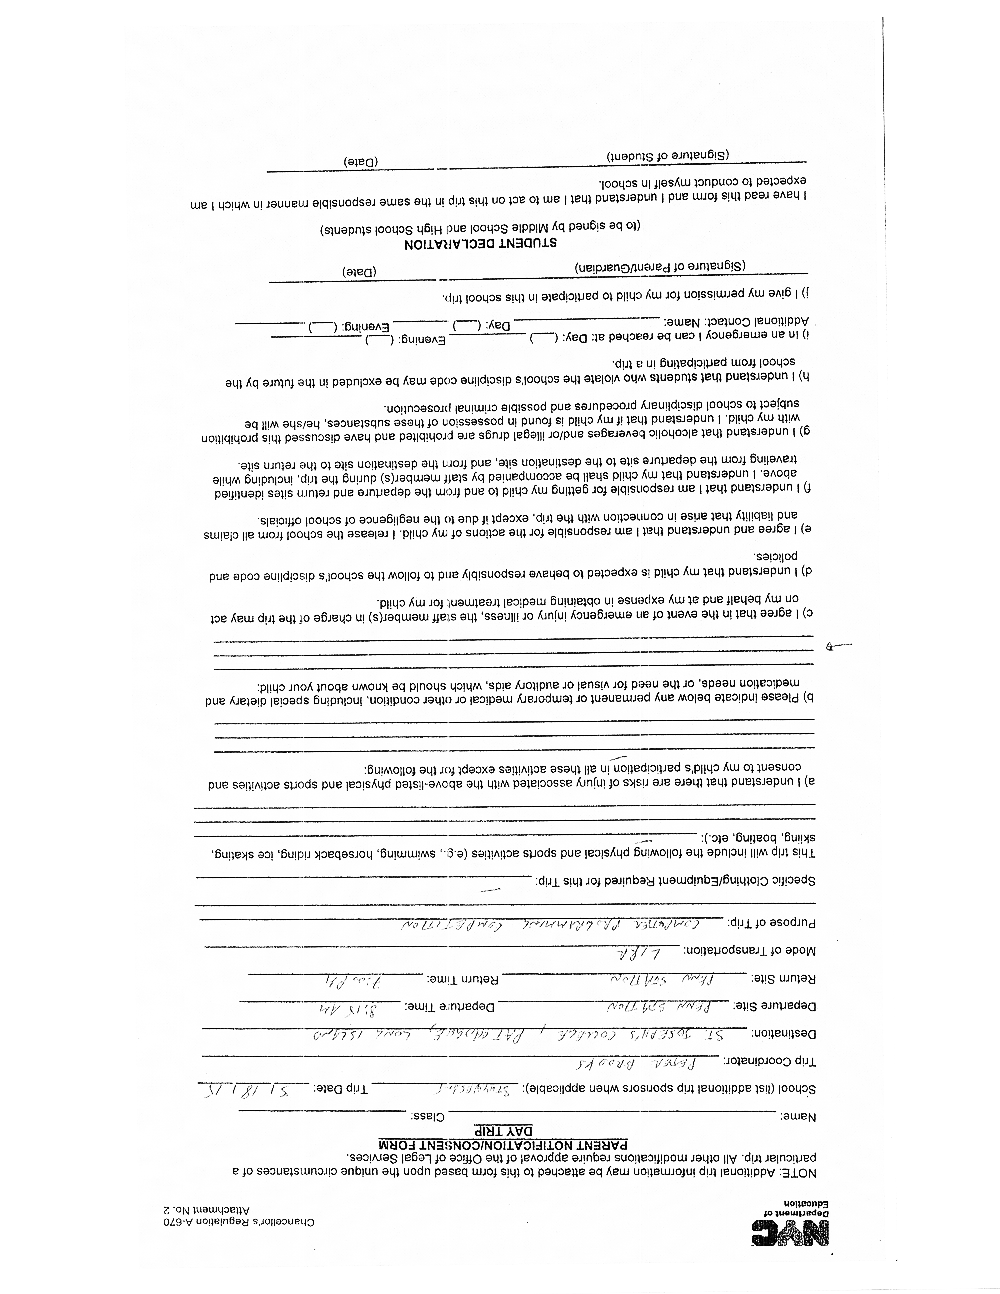 NYC
Department of
Education
Chancellor's Regulation A-670
Attachment No. 2
NOTE: Additional trip information may be attached to this form based upon the unique circumstances of a
particular trip. All other modifications require approval of the Office of Legal Services.
PARENT NOTIFICATION/CONSENT FORM
DAY TRIP
Name: Class:
School (list additional trip sponsors when applicable): Trip Date: 3/18/15
Trip Coordinator: BROOKS
Destination: ST. JOSEPH'S COLLEGE, PATCHOGUE, LONG ISLAND
Departure Site: PENN STATION Departure Time: 8:15 AM
Return Site: PENN STATION Return Time: PM
Mode of Transportation: LIRR
Purpose of Trip: COMPUTER PROGRAMMING COMPETITION
Specific Clothing/Equipment Required for this Trip:
This trip will include the following physical and sports activities (e.g., swimming, horseback riding, ice skating,
skiing, boating, etc.):
a) I understand that there are risks of injury associated with the above-listed physical and sports activities and
consent to my child's participation in all these activities except for the following:
b) Please indicate below any permanent or temporary medical or other condition, including special dietary and
medication needs, or the need for visual or auditory aids, which should be known about your child:
c) I agree that in the event of an emergency injury or illness, the staff member(s) in charge of the trip may act
on my behalf and at my expense in obtaining medical treatment for my child.
d) I understand that my child is expected to behave responsibly and to follow the school's discipline code and
policies.
e) I agree and understand that I am responsible for the actions of my child. I release the school from all claims
and liability that arise in connection with the trip, except if due to the negligence of school officials.
f) I understand that I am responsible for getting my child to and from the departure and return sites identified
above. I understand that my child shall be accompanied by staff member(s) during the trip, including while
traveling from the departure site to the destination site, and from the destination site to the return site.
g) I understand that alcoholic beverages and/or illegal drugs are prohibited and have discussed this prohibition
with my child. I understand that if my child is found in possession of these substances, he/she will be
subject to school disciplinary procedures and possible criminal prosecution.
h) I understand that students who violate the school's discipline code may be excluded in the future by the
school from participating in a trip.
i) In an emergency I can be reached at: Day: ( ) Evening: ( )
Additional Contact: Name: Day: ( ) Evening: ( )
j) I give my permission for my child to participate in this school trip.
(Signature of Parent/Guardian) (Date)
STUDENT DECLARATION
(to be signed by Middle School and High School students)
I have read this form and I understand that I am to act on this trip in the same responsible manner in which I am
expected to conduct myself in school.
(Signature of Student) (Date)